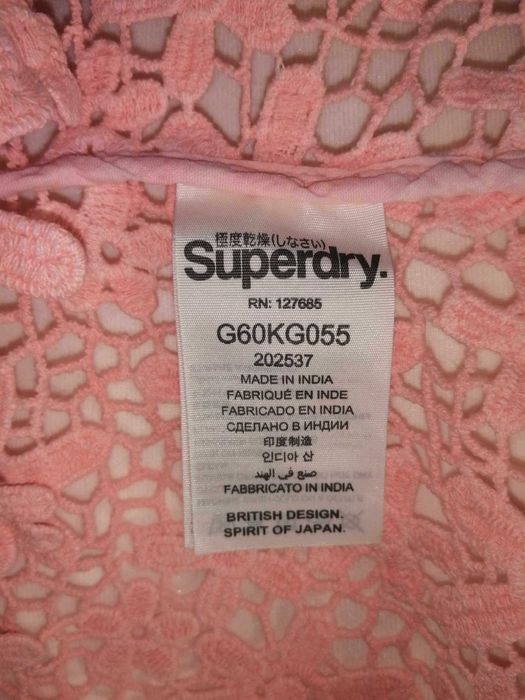 極度乾燥(しなさい)
Superdry.
RN: 127685
G60KG055
202537
MADE IN INDIA
FABRIQUÉ EN INDE
FABRICADO EN INDIA
СДЕЛАНО В ИНДИИ
印度制造
인디아 산
صنع في الهند
FABBRICATO IN INDIA
BRITISH DESIGN.
SPIRIT OF JAPAN.